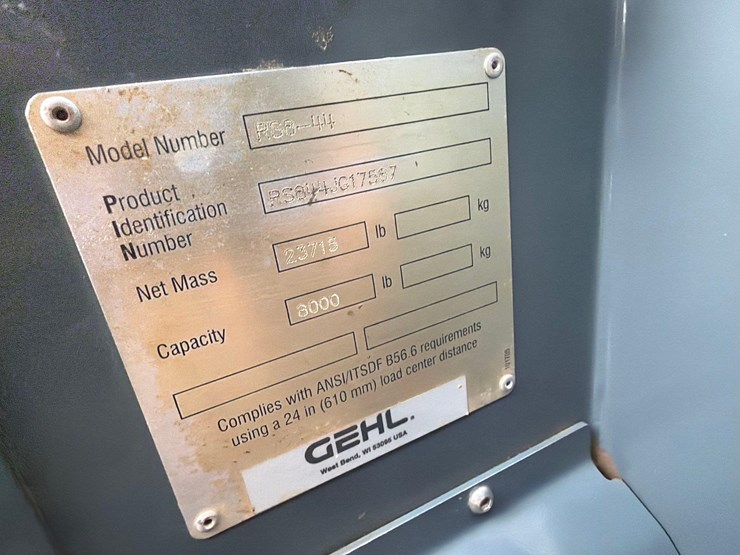 Model Number RS8-44
Product
Identification
Number
Net Mass 23715 lb kg
Capacity 8000 lb kg
Complies with ANSI/ITSDF B56.6 requirements
using a 24 in (610 mm) load center distance
GEHL.
West Bend, WI 53095 USA